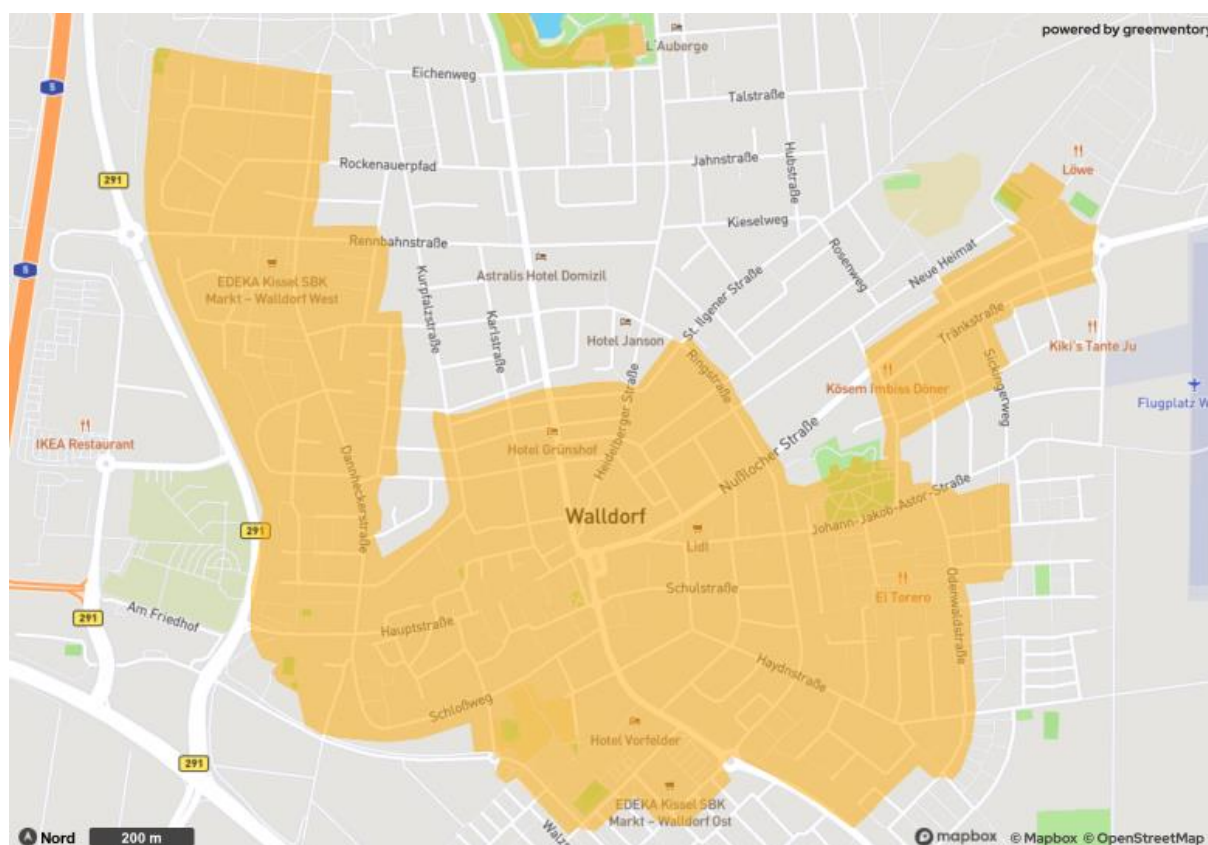 powered by greenventory
L'Auberge
Eichenweg
5
Talstraße
Hubstraße
Jahnstraße
Rockenauerpfad
Löwe
291
Kieselweg
Rennbahnstraße
Rosenweg
Neue Heimat
Astralis Hotel Domizil
5
EDEKA Kissel SBK
Markt – Walldorf West
Kurpfalzstraße
Karlstraße
St. Ilgener Straße
Tränkstraße
Hotel Janson
Kiki's Tante Ju
Ringstraße
Kösem Imbiss Döner
Sickingerweg
Flugplatz W
Heidelberger Straße
IKEA Restaurant
Hotel Grünshof
Dannheckerstraße
Nußlocher Straße
Johann-Jakob-Astor-Straße
Walldorf
291
Lidl
Schulstraße
El Torero
Odenwaldstraße
Am Friedhof
291
Hauptstraße
Haydnstraße
Schloßweg
Hotel Vorfelder
291
EDEKA Kissel SBK
Markt – Walldorf Ost
Nord
200 m
mapbox © Mapbox © OpenStreetMap